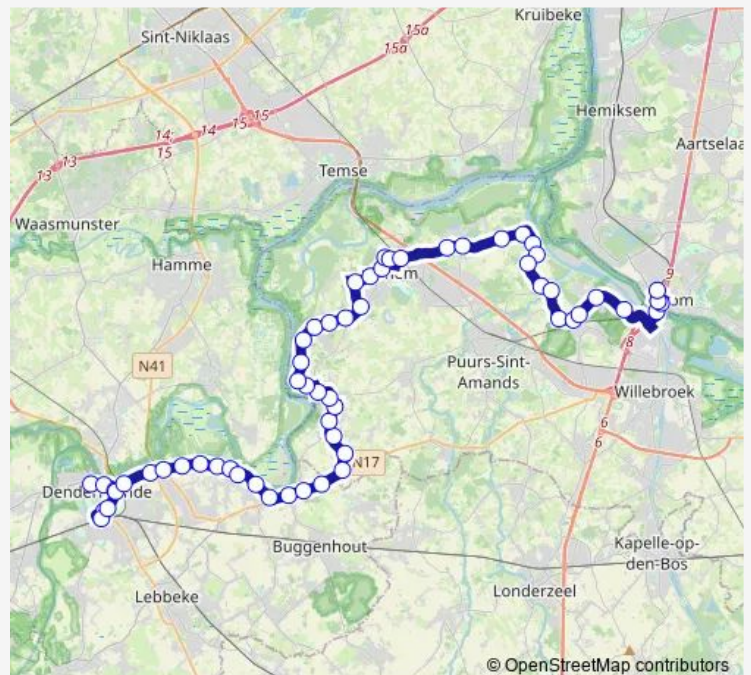 Kruibeke
Sint-Niklaas
15a
15a
15
14 15
14
14;
15
13
13
Hemiksem
Aartselaa
Temse
Waasmunster
Hamme
9
8
N41
Puurs-Sint-
Amands
Willebroek
6
6
N17
Buggenhout
Kapelle-op-
den-Bos
Londerzeel
Lebbeke
© OpenStreetMap contributors